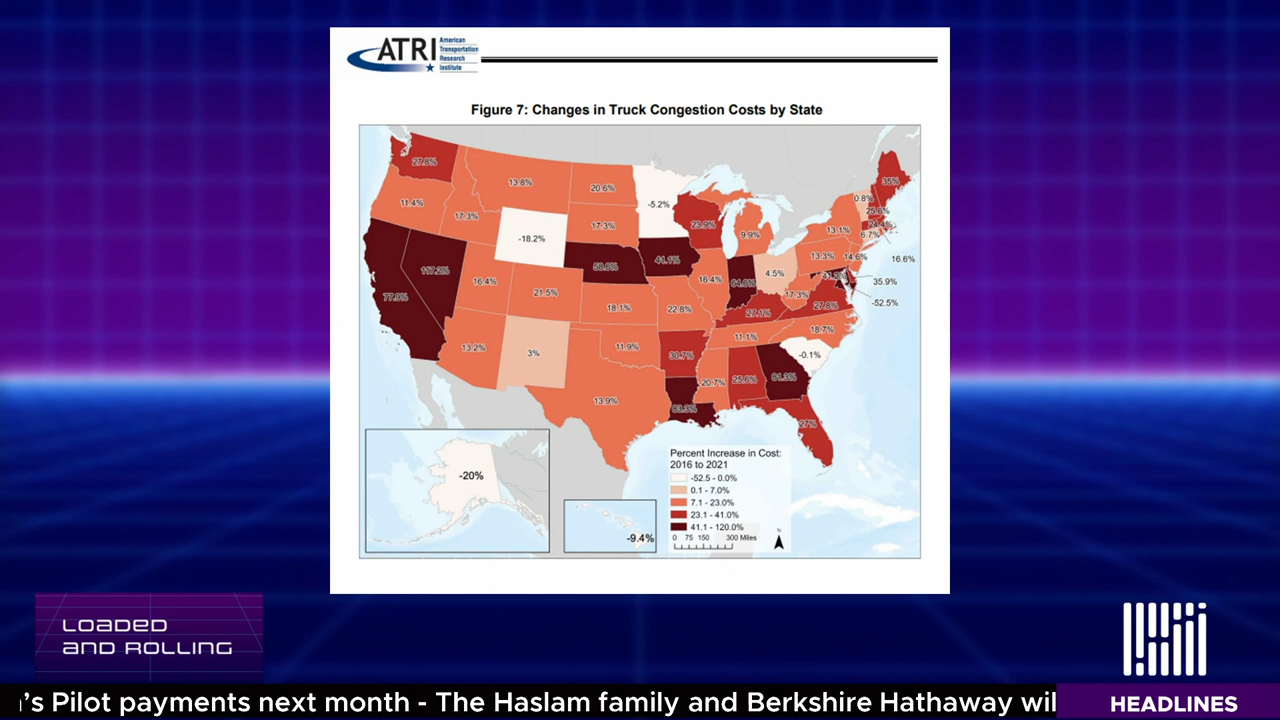 ATRI
American
Transportation
Research
Institute
Figure 7: Changes in Truck Congestion Costs by State
27.8%
35%
13.8%
20.6%
0.8%
-5.2%
11.4%
17.3%
17.3%
23.9%
25.6%
9.9%
13.1%
6.7%
-18.2%
13.3%
14.6%
16.6%
117.2%
41.1%
4.5%
16.4%
21.5%
16.4%
35.9%
77.9%
17.3%
-52.5%
18.1%
22.8%
27.1%
27.8%
18.7%
13.2%
3%
11.9%
30.7%
11.1%
-0.1%
20.7%
25.6%
81.3%
13.9%
83.3%
27%
-20%
-9.4%
Percent Increase in Cost:
2016 to 2021
-52.5 - 0.0%
0.1 - 7.0%
7.1 - 23.0%
23.1 - 41.0%
41.1 - 120.0%
0 75 150 300 Miles
N
LOADED
AND ROLLING
's Pilot payments next month - The Haslam family and Berkshire Hathaway wil
HEADLINES